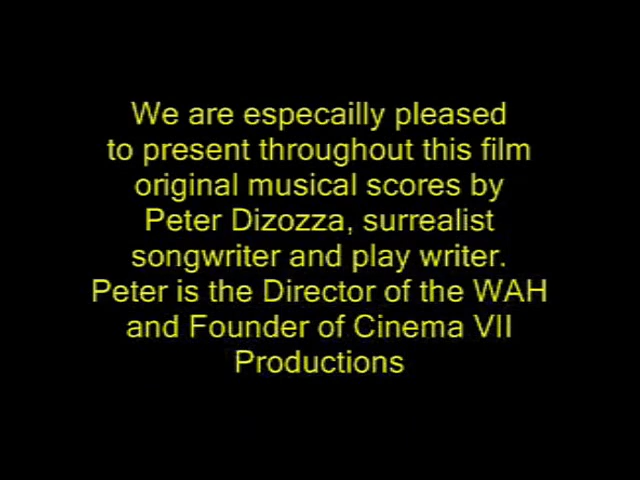 We are especailly pleased
to present throughout this film
original musical scores by
Peter Dizozza, surrealist
songwriter and play writer.
Peter is the Director of the WAH
and Founder of Cinema VII
Productions